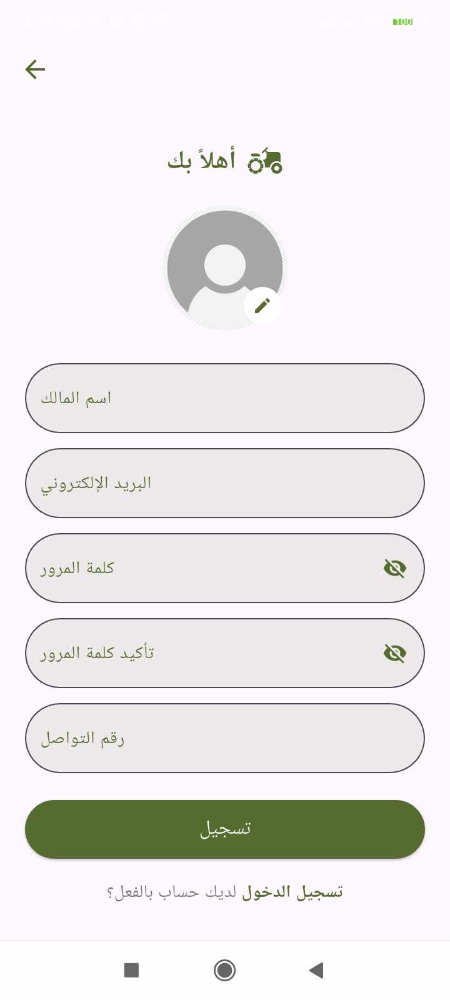 100
أهلاً بك
اسم المالك
البريد الإلكتروني
كلمة المرور
تأكيد كلمة المرور
رقم التواصل
تسجيل
تسجيل الدخول لديك حساب بالفعل؟